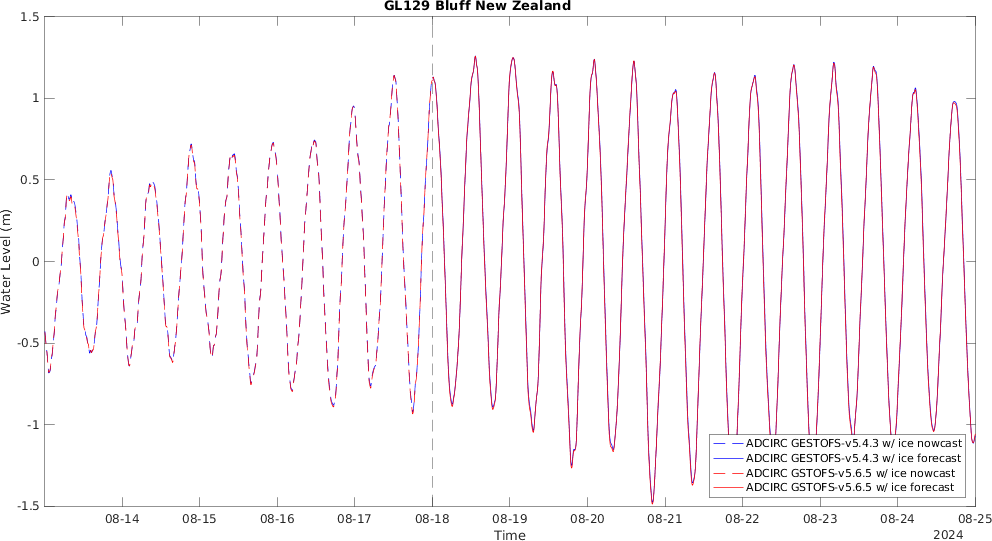 GL129 Bluff New Zealand
1.5
1
0.5
0
-0.5
-1
-1.5
Water Level (m)
ADCIRC GESTOFS-v5.4.3 w/ ice nowcast
ADCIRC GESTOFS-v5.4.3 w/ ice forecast
ADCIRC GSTOFS-v5.6.5 w/ ice nowcast
ADCIRC GSTOFS-v5.6.5 w/ ice forecast
08-14 08-15 08-16 08-17 08-18 08-19 08-20 08-21 08-22 08-23 08-24 08-25
Time
2024